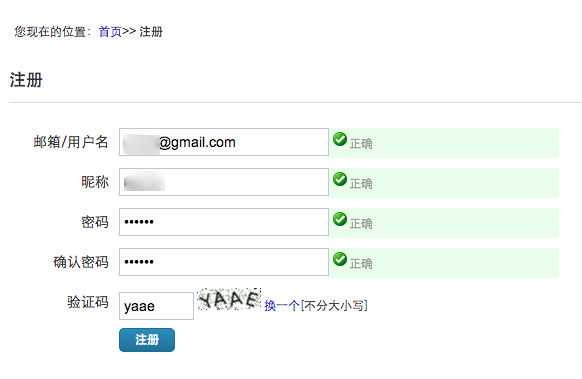 您现在的位置：首页>> 注册
注册
邮箱/用户名 @gmail.com 正确
昵称 正确
密码 •••••• 正确
确认密码 •••••• 正确
验证码 yaae YAAE 换一个[不分大小写]
注册